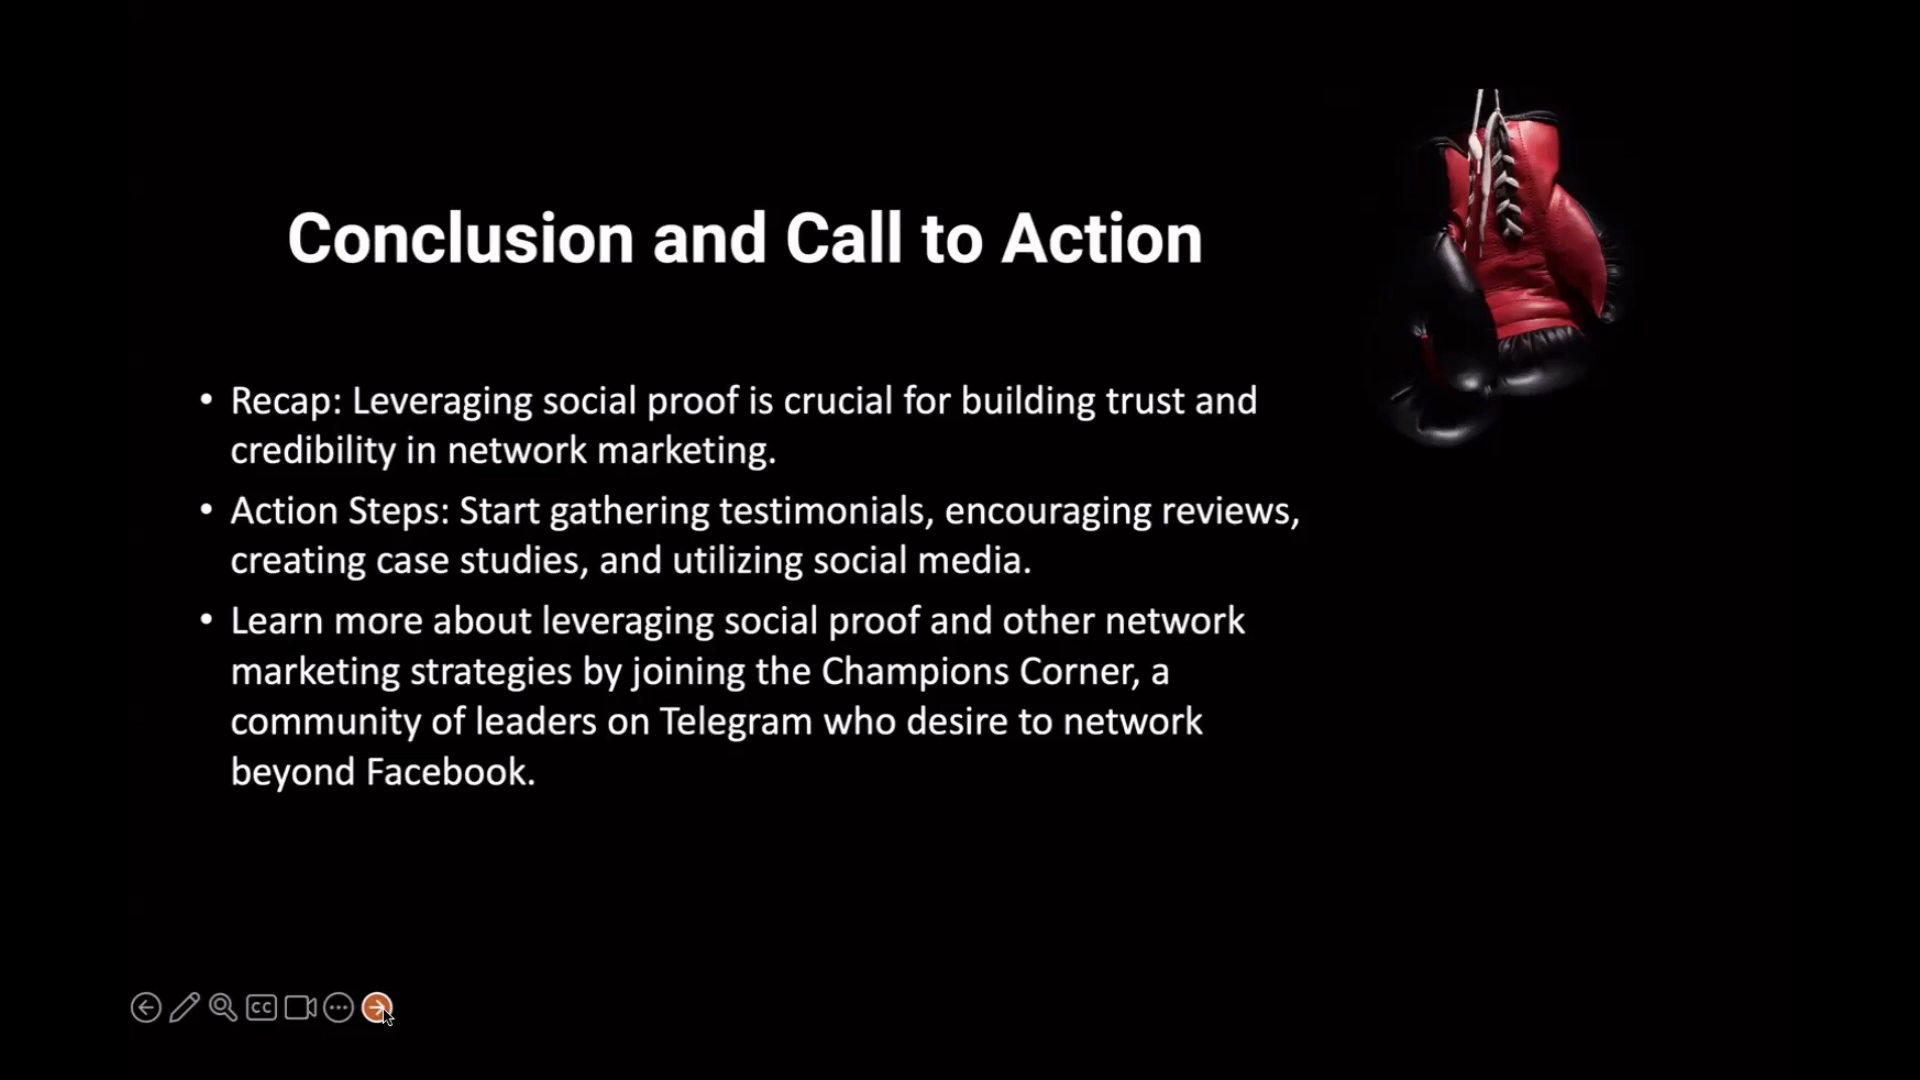 Conclusion and Call to Action
• Recap: Leveraging social proof is crucial for building trust and
credibility in network marketing.
• Action Steps: Start gathering testimonials, encouraging reviews,
creating case studies, and utilizing social media.
• Learn more about leveraging social proof and other network
marketing strategies by joining the Champions Corner, a
community of leaders on Telegram who desire to network
beyond Facebook.
CC